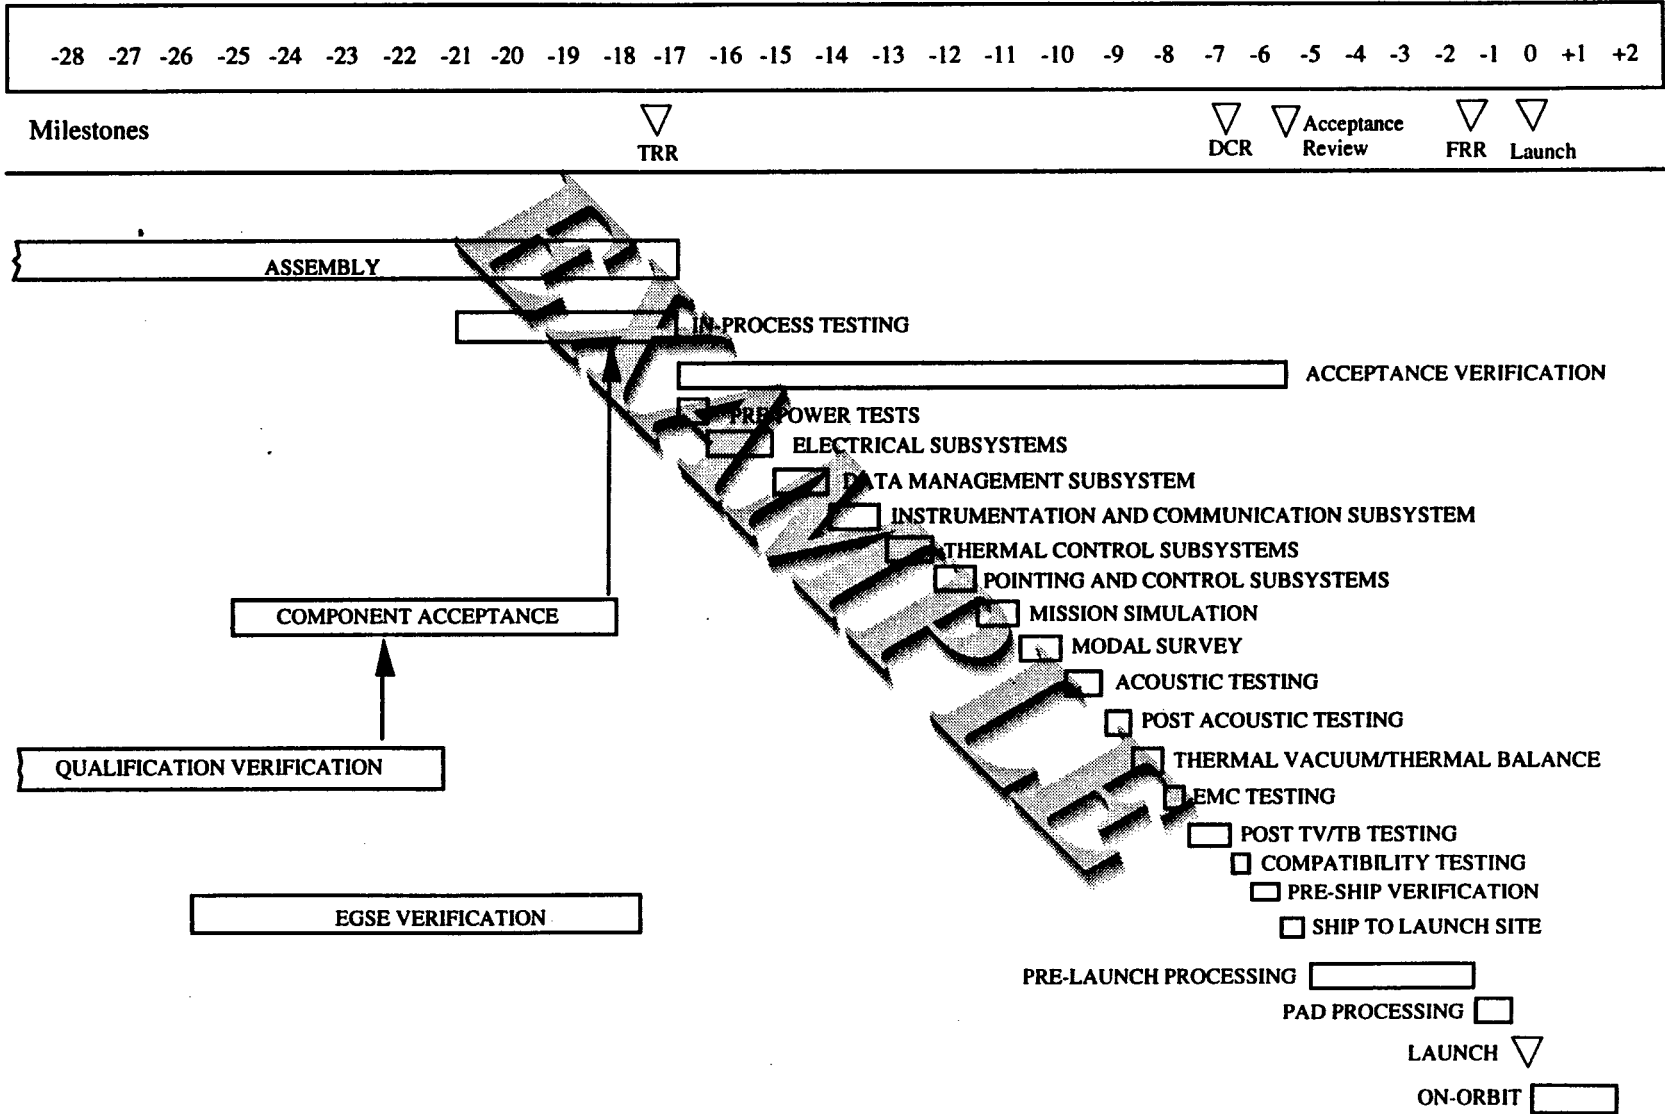 -28 -27 -26 -25 -24 -23 -22 -21 -20 -19 -18 -17 -16 -15 -14 -13 -12 -11 -10 -9 -8 -7 -6 -5 -4 -3 -2 -1 0 +1 +2
Milestones
TRR
DCR
Acceptance
Review
FRR
Launch
ASSEMBLY
IN-PROCESS TESTING
ACCEPTANCE VERIFICATION
PRE-POWER TESTS
ELECTRICAL SUBSYSTEMS
DATA MANAGEMENT SUBSYSTEM
INSTRUMENTATION AND COMMUNICATION SUBSYSTEM
THERMAL CONTROL SUBSYSTEMS
POINTING AND CONTROL SUBSYSTEMS
COMPONENT ACCEPTANCE
MISSION SIMULATION
MODAL SURVEY
ACOUSTIC TESTING
POST ACOUSTIC TESTING
QUALIFICATION VERIFICATION
THERMAL VACUUM/THERMAL BALANCE
EMC TESTING
POST TV/TB TESTING
COMPATIBILITY TESTING
PRE-SHIP VERIFICATION
EGSE VERIFICATION
SHIP TO LAUNCH SITE
PRE-LAUNCH PROCESSING
PAD PROCESSING
LAUNCH
ON-ORBIT
EXAMPLE